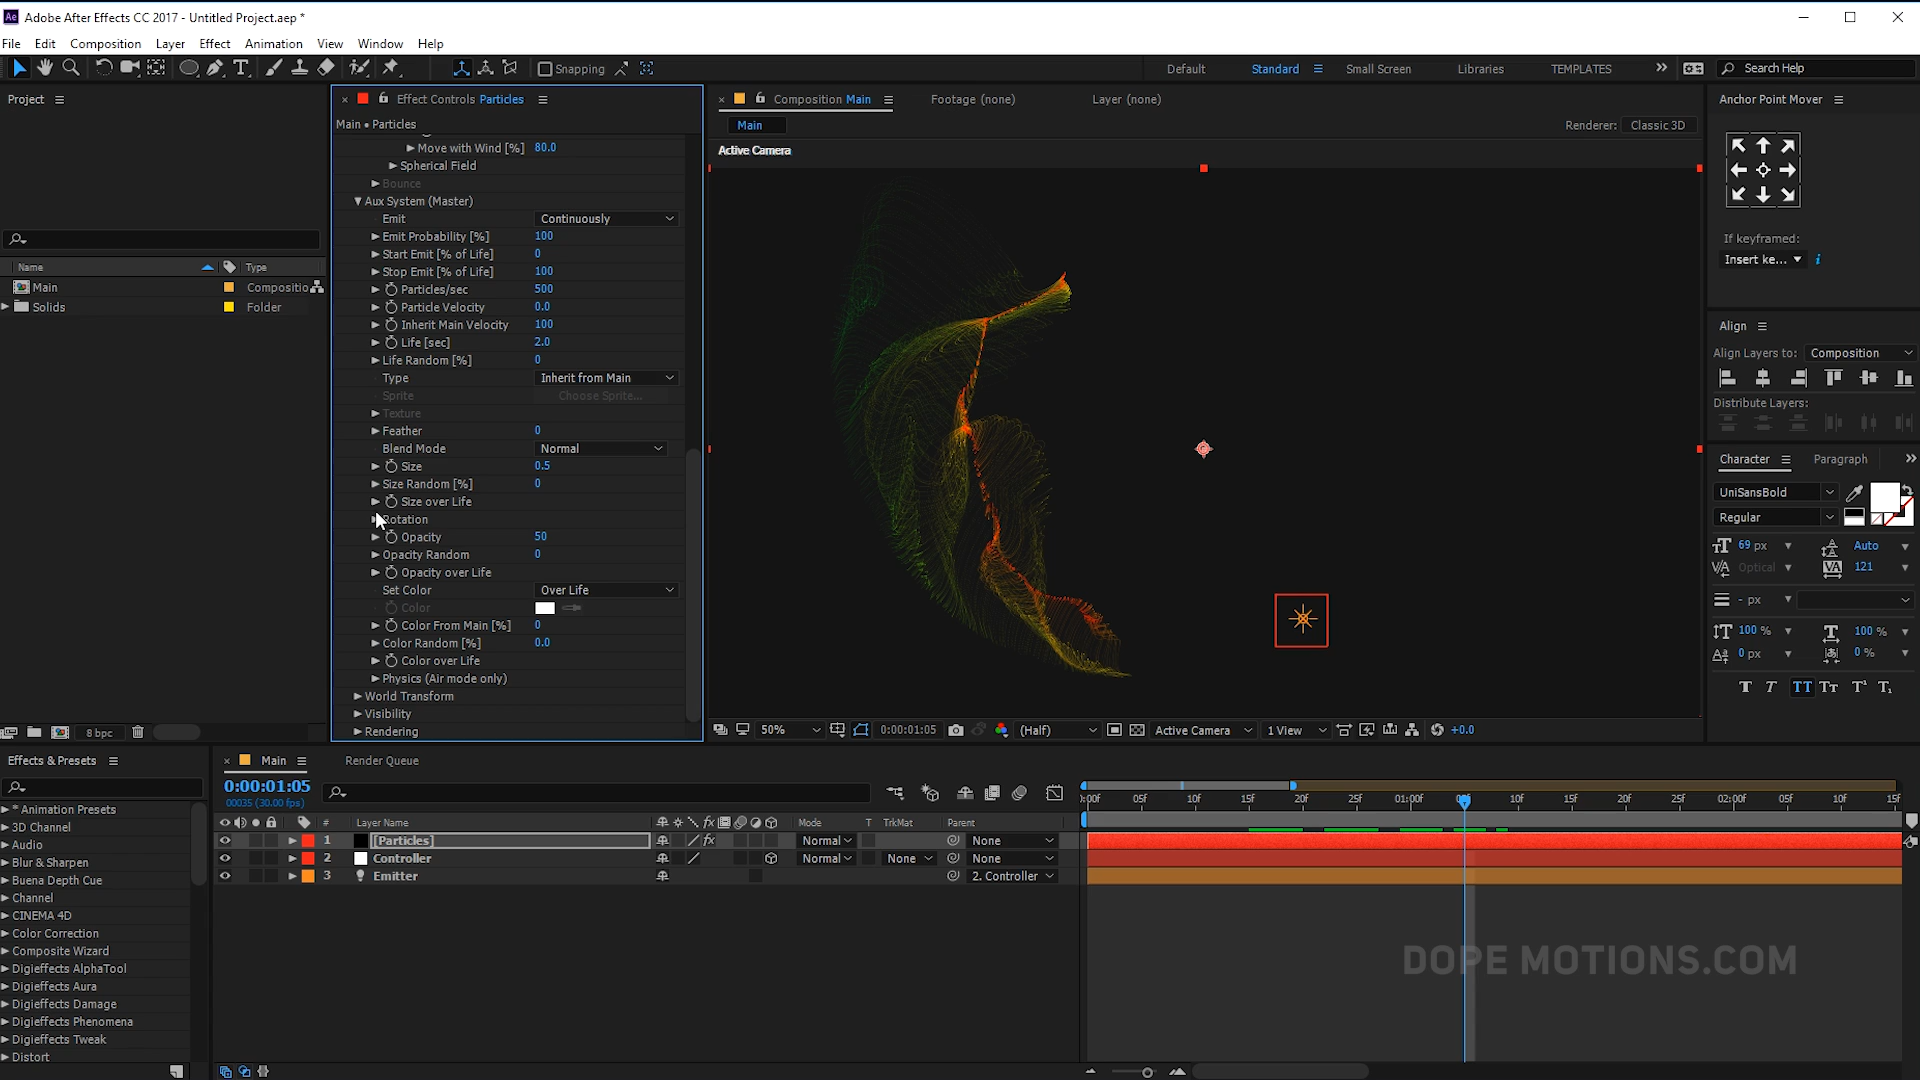 Adobe After Effects CC 2017 - Untitled Project.aep *
File Edit Composition Layer Effect Animation View Window Help
Snapping Default Standard Small Screen Libraries TEMPLATES Search Help
Project
Name Type
Main Compositio
Solids Folder
8 bpc
Effect Controls Particles
Main • Particles
Move with Wind [%] 80.0
Spherical Field
Bounce
Aux System (Master)
Emit Continuously
Emit Probability [%] 100
Start Emit [% of Life] 0
Stop Emit [% of Life] 100
Particles/sec 500
Particle Velocity 0.0
Inherit Main Velocity 100
Life [sec] 2.0
Life Random [%] 0
Type Inherit from Main
Sprite Choose Sprite...
Texture
Feather 0
Blend Mode Normal
Size 0.5
Size Random [%] 0
Size over Life
Rotation
Opacity 50
Opacity Random 0
Opacity over Life
Set Color Over Life
Color
Color From Main [%] 0
Color Random [%] 0.0
Color over Life
Physics (Air mode only)
World Transform
Visibility
Rendering
Composition Main Footage (none) Layer (none)
Main Renderer: Classic 3D
Active Camera
50% 0:00:01:05 (Half) Active Camera 1 View +0.0
Anchor Point Mover
If keyframed:
Insert ke... i
Align
Align Layers to: Composition
Distribute Layers:
Character Paragraph
UniSansBold
Regular
69 px Auto
Optical 121
- px
100 % 100 %
0 px 0 %
Effects & Presets
* Animation Presets
3D Channel
Audio
Blur & Sharpen
Buena Depth Cue
Channel
CINEMA 4D
Color Correction
Composite Wizard
Digieffects AlphaTool
Digieffects Aura
Digieffects Damage
Digieffects Phenomena
Digieffects Tweak
Distort
Main Render Queue
0:00:01:05
00035 (30.00 fps)
# Layer Name Mode T TrkMat Parent
1 [Particles] Normal None
2 Controller Normal None None
3 Emitter 2. Controller
):00f 05f 10f 15f 20f 25f 01:00f 05f 10f 15f 20f 25f 02:00f 05f 10f 15f
DOPE MOTIONS.COM